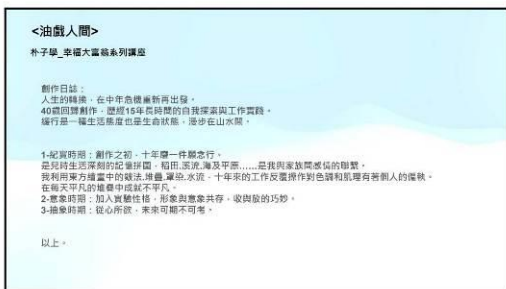 <油戲人間>
朴子學_幸福大富翁系列講座
創作日誌：
人生的轉換，在中年危機重新再出發。
40歲回歸創作，歷經15年長時間的自我探索與工作實踐。
緩行是一種生活態度也是生命狀態，漫步在山水間。
1-紀實時期：創作之初，十年磨一件願念行。
是兒時生活深刻的記憶拼圖，稻田.溪流.海及平原……是我與家族間感情的聯繫。
我利用東方繪畫中的皴法.堆疊.罩染.水流，十年來的工作反覆操作對色調和肌理有著個人的偏執。
在每天平凡的堆疊中成就不平凡。
2-意象時期：加入實驗性格，形象與意象共存，收與放的巧妙。
3-抽象時期：從心所欲，未來可期不可考。
以上。